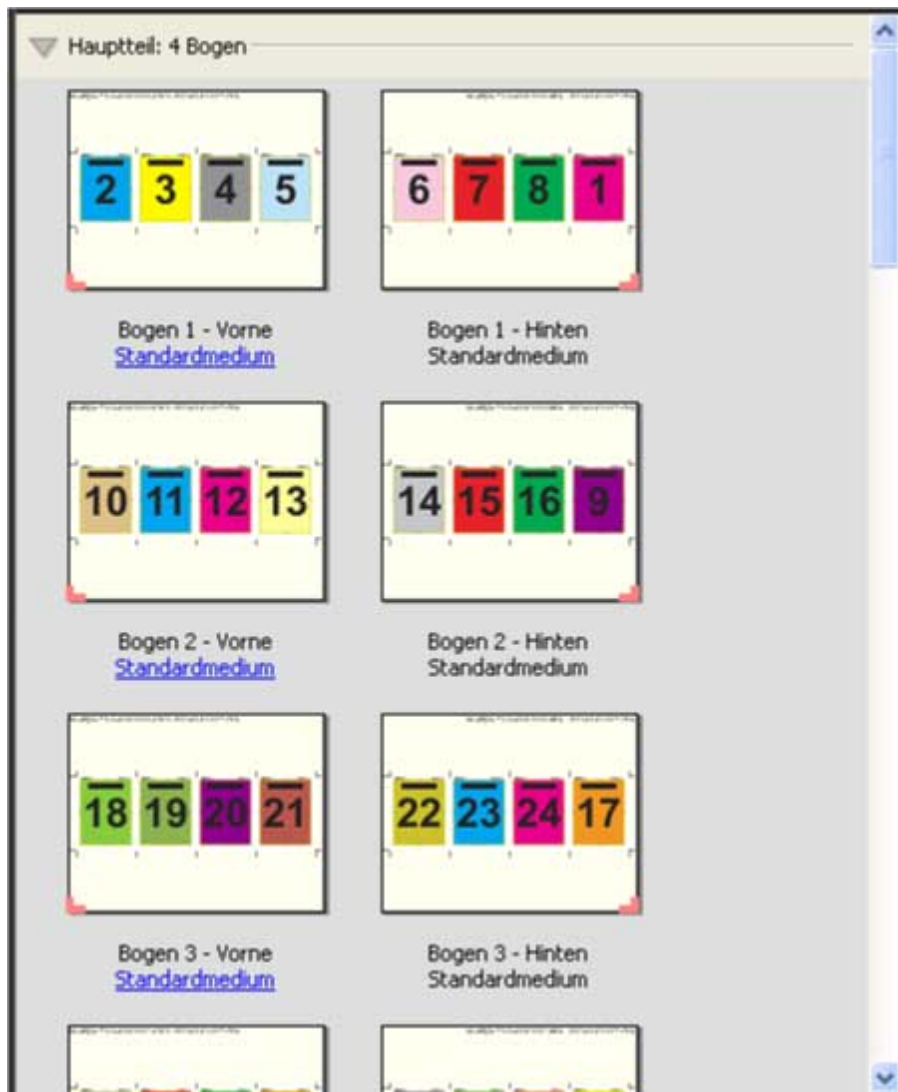 Hauptteil: 4 Bogen
2 3 4 5
6 7 8 1
Bogen 1 - Vorne
Standardmedium
Bogen 1 - Hinten
Standardmedium
10 11 12 13
14 15 16 9
Bogen 2 - Vorne
Standardmedium
Bogen 2 - Hinten
Standardmedium
18 19 20 21
22 23 24 17
Bogen 3 - Vorne
Standardmedium
Bogen 3 - Hinten
Standardmedium